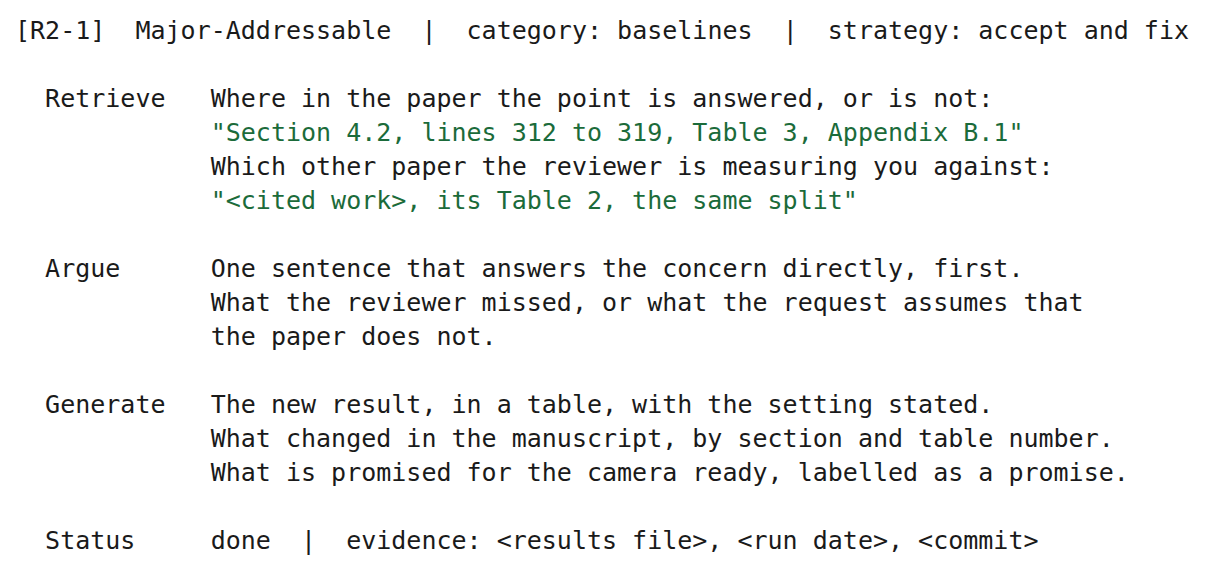 [R2-1]  Major-Addressable  |  category: baselines  |  strategy: accept and fix
Retrieve   Where in the paper the point is answered, or is not:
"Section 4.2, lines 312 to 319, Table 3, Appendix B.1"
Which other paper the reviewer is measuring you against:
"<cited work>, its Table 2, the same split"
Argue      One sentence that answers the concern directly, first.
What the reviewer missed, or what the request assumes that
the paper does not.
Generate   The new result, in a table, with the setting stated.
What changed in the manuscript, by section and table number.
What is promised for the camera ready, labelled as a promise.
Status     done  |  evidence: <results file>, <run date>, <commit>